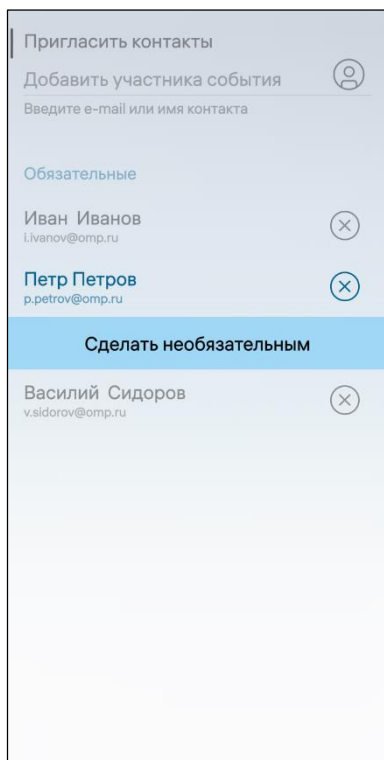 Пригласить контакты
Добавить участника события
Введите e-mail или имя контакта
Обязательные
Иван Иванов
i.ivanov@omp.ru
Петр Петров
p.petrov@omp.ru
Сделать необязательным
Василий Сидоров
v.sidorov@omp.ru